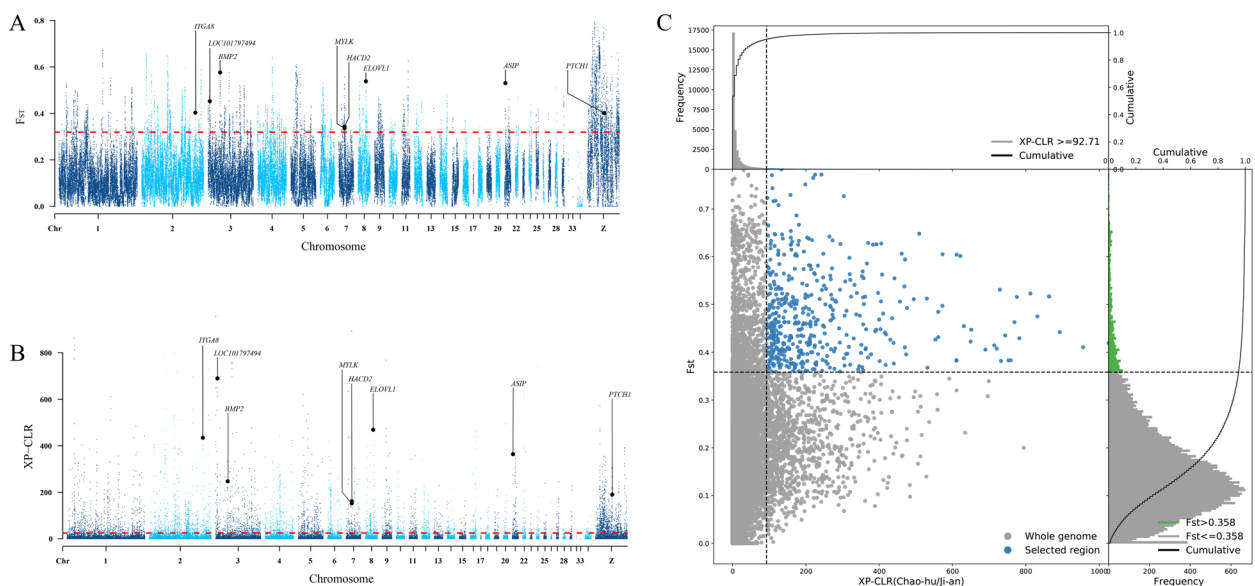 A
0.8
0.6
0.4
0.2
0.0
F_ST
ITGA8
LOC101797494
BMP2
MYLK
HACD2
ELOVL1
ASIP
PTCH1
Chr 1 2 3 4 5 6 7 8 9 11 13 15 17 20 22 25 28 33 Z
Chromosome
B
800
600
400
200
0
XP-CLR
ITGA8
LOC101797494
BMP2
MYLK
HACD2
ELOVL1
ASIP
PTCH1
Chr 1 2 3 4 5 6 7 8 9 11 13 15 17 20 22 25 28 33 Z
Chromosome
C
17500
15000
12500
10000
7500
5000
2500
0
Frequency
XP-CLR >=92.71
Cumulative
1.0
0.8
0.6
0.4
0.2
0.0
Cumulative
Cumulative
0.0 0.2 0.4 0.6 0.8 1.0
0.7
0.6
0.5
0.4
0.3
0.2
0.1
0.0
Fst
Whole genome
Selected region
0 200 400 600 800 1000
XP-CLR(Chao-hu/Ji-an)
Fst>0.358
Fst<=0.358
Cumulative
0 200 400 600
Frequency